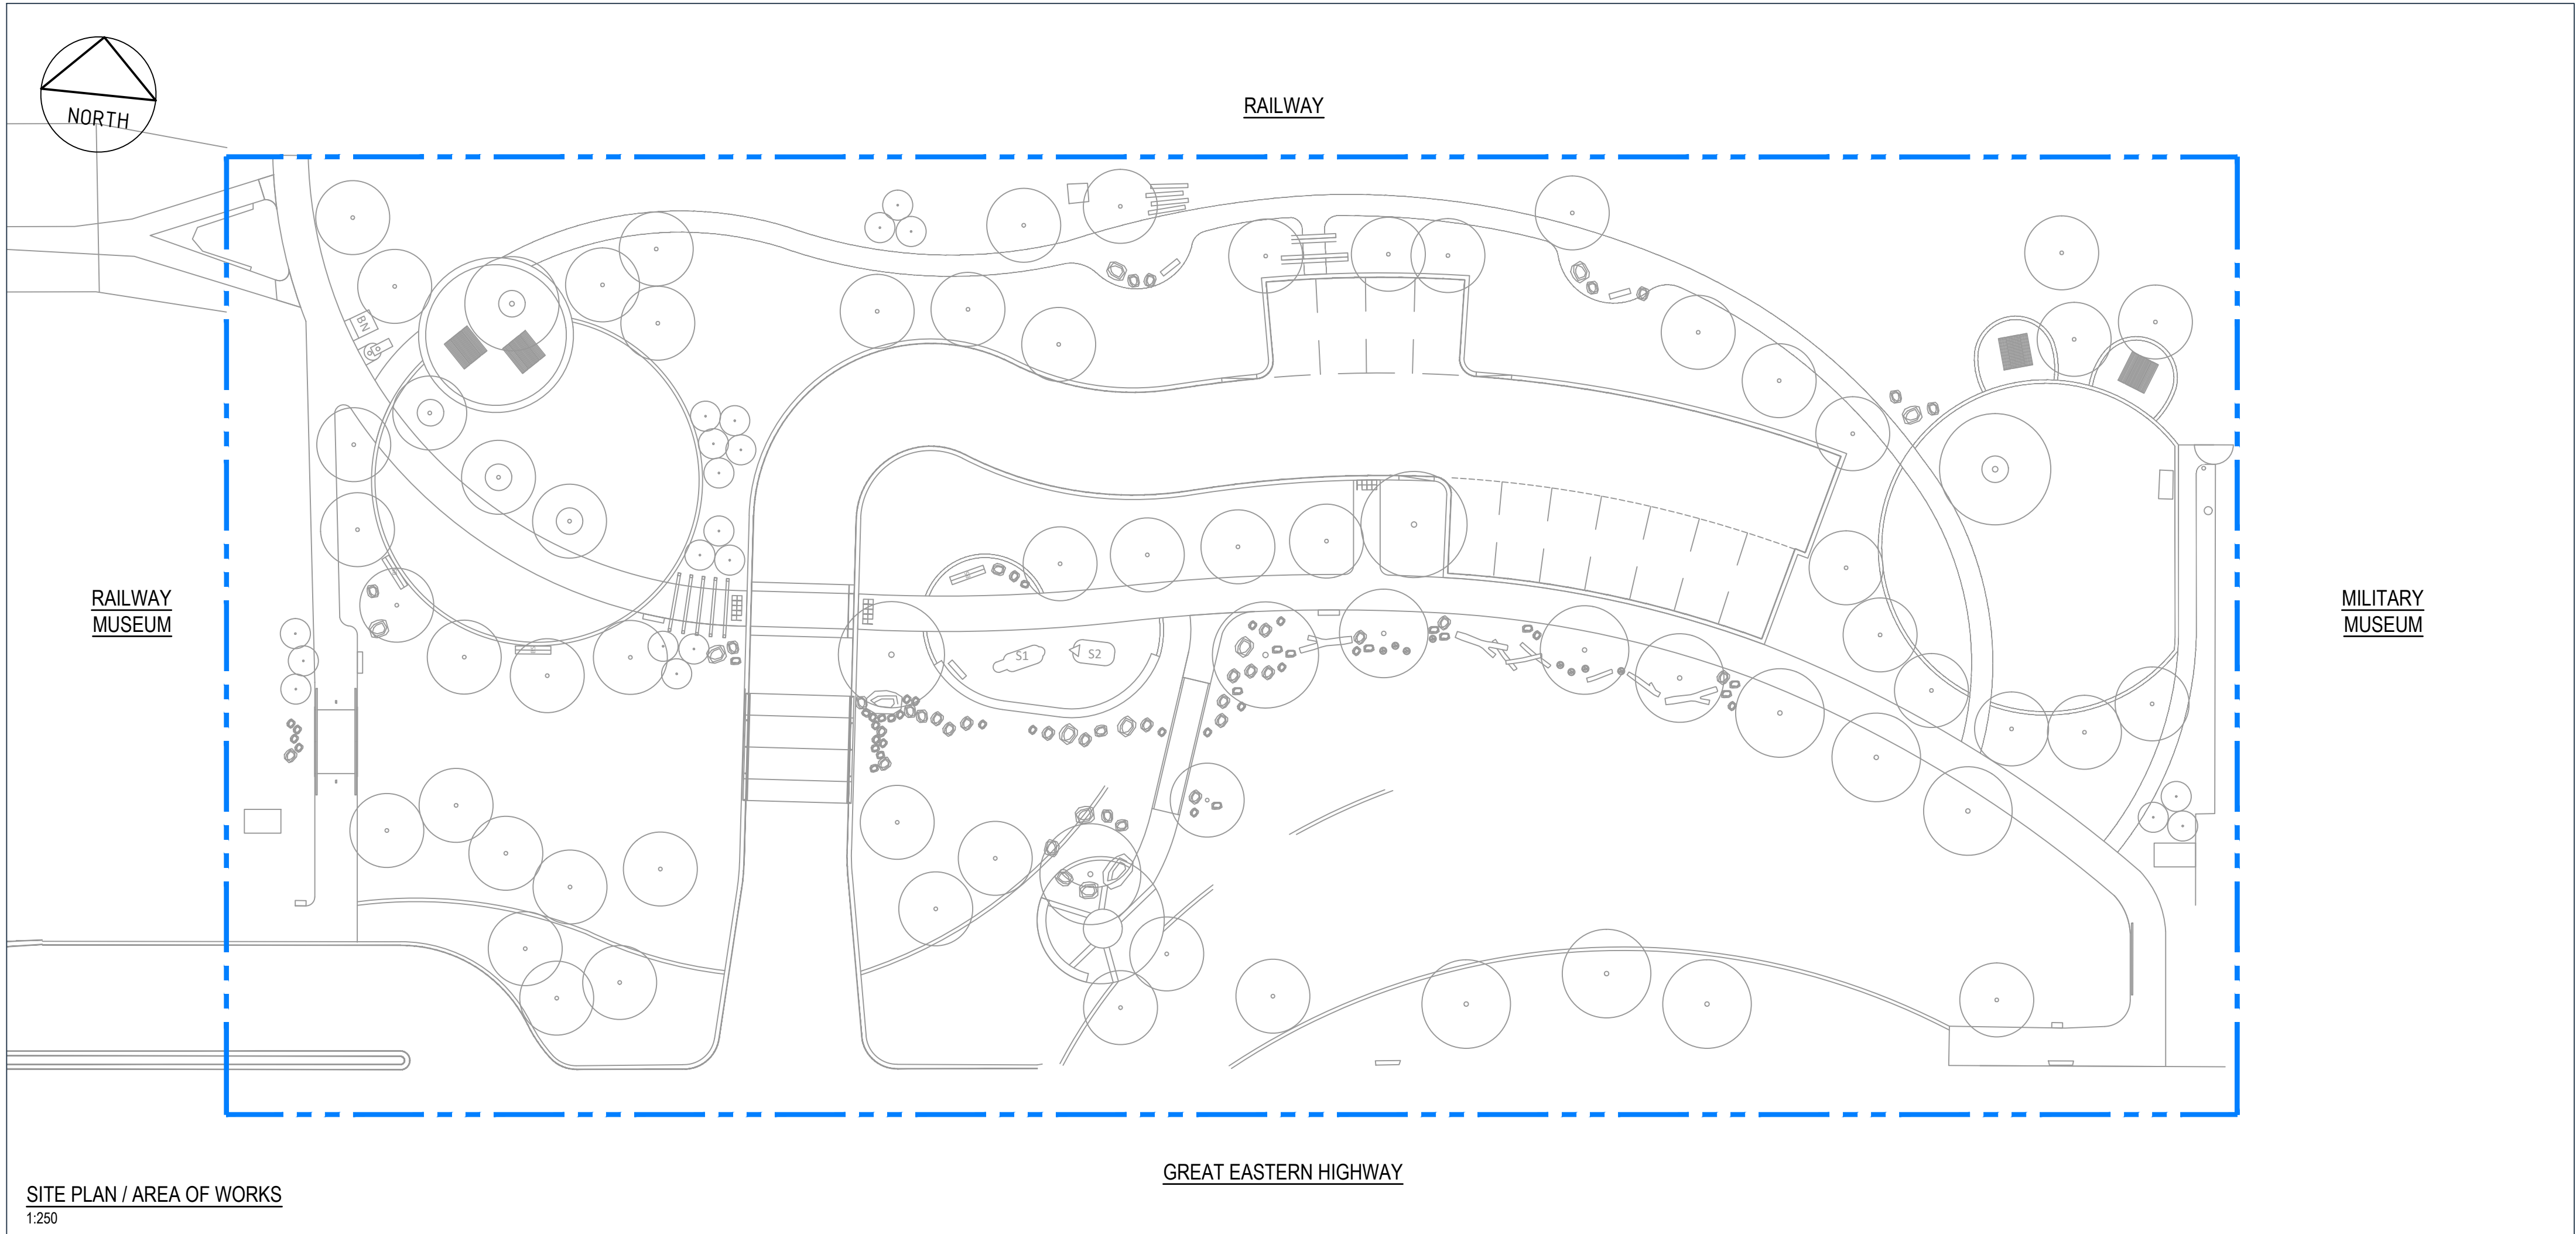 NORTH
RAILWAY
BN
RAILWAY
MUSEUM
MILITARY
MUSEUM
S1
S2
GREAT EASTERN HIGHWAY
SITE PLAN / AREA OF WORKS
1:250